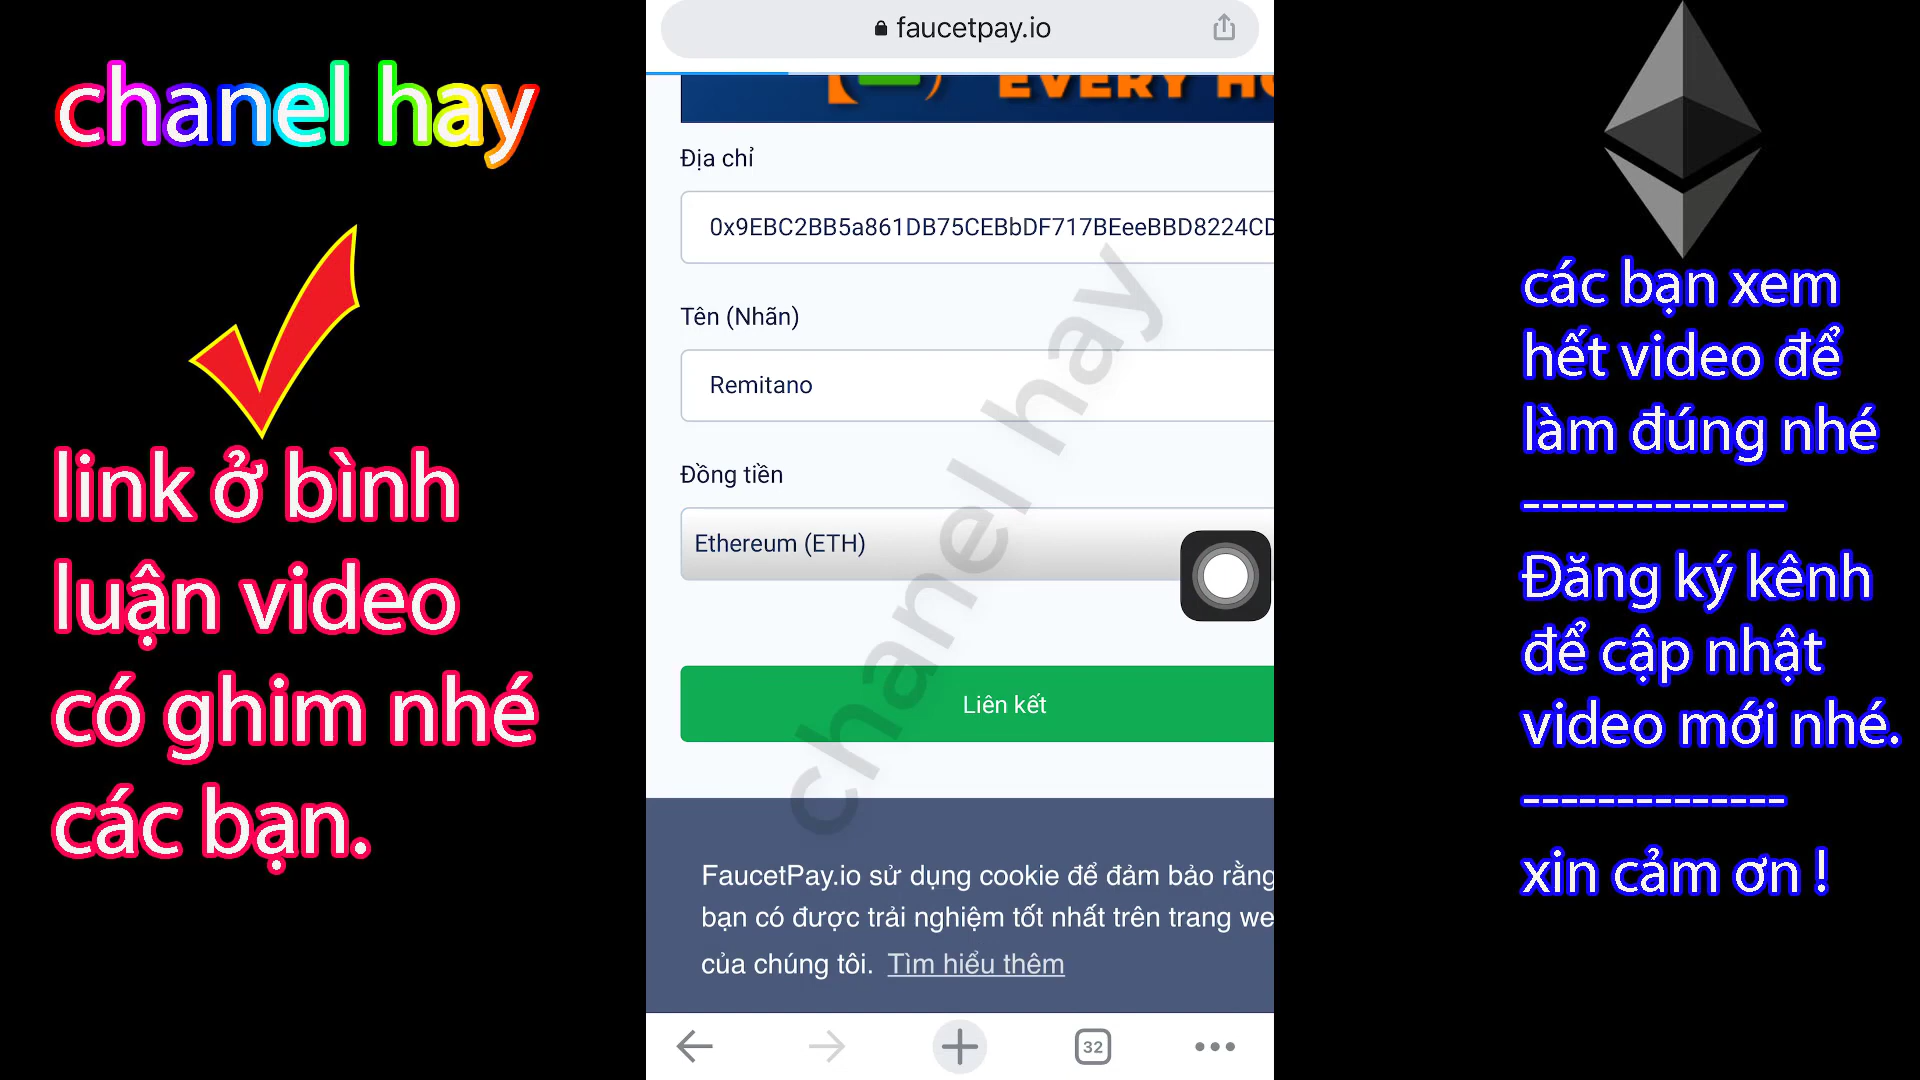 chanel hay
link ở bình
luận video
có ghim nhé
các bạn.
faucetpay.io
EVERY
Địa chỉ
0x9EBC2BB5a861DB75CEBbDF717BEeeBBD8224CD
Tên (Nhãn)
Remitano
Đồng tiền
Ethereum (ETH)
Liên kết
chanel hay
FaucetPay.io sử dụng cookie để đảm bảo rằng
bạn có được trải nghiệm tốt nhất trên trang we
của chúng tôi. Tìm hiểu thêm
32
các bạn xem
hết video để
làm đúng nhé
--------------
Đăng ký kênh
để cập nhật
video mới nhé.
--------------
xin cảm ơn !